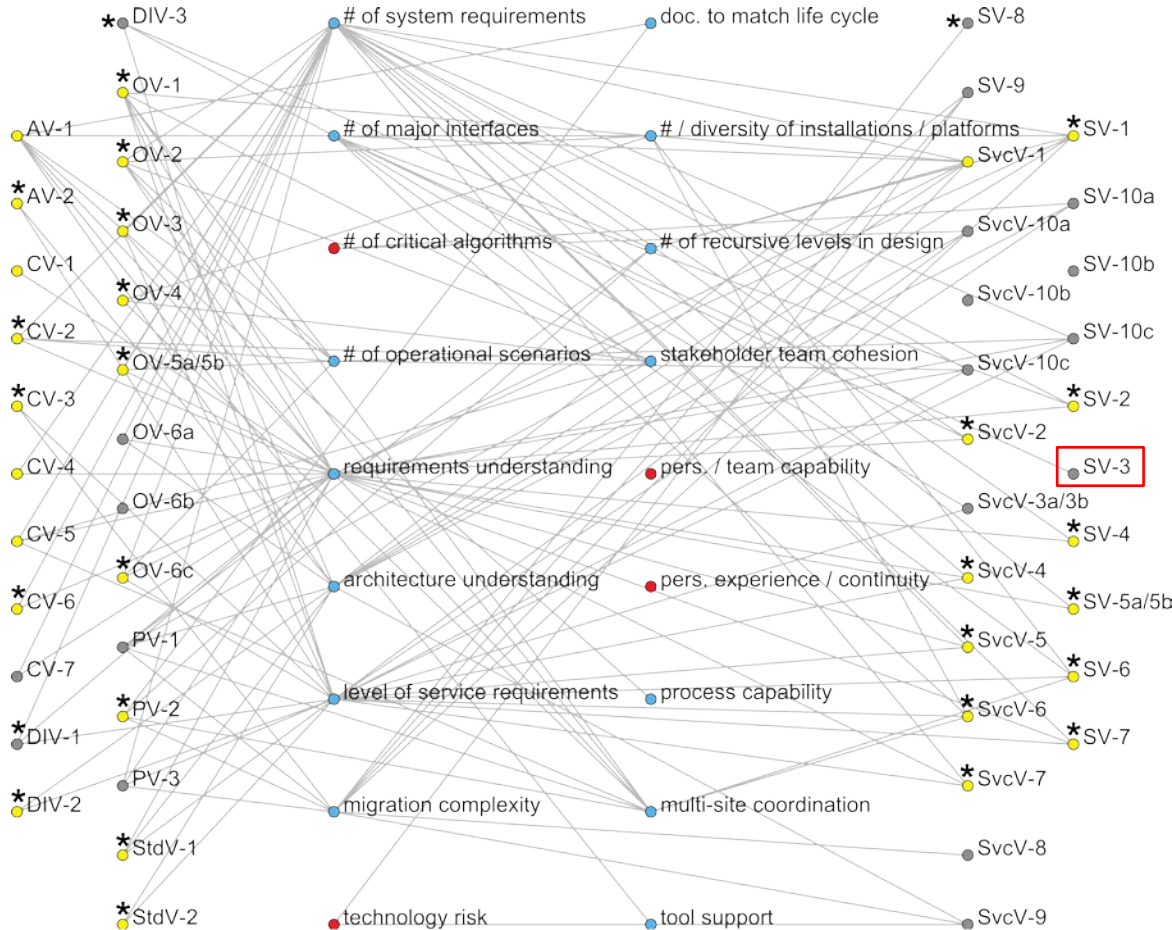 * DIV-3
# of system requirements
doc. to match life cycle
* SV-8
* OV-1
SV-9
AV-1
# of major interfaces
# / diversity of installations / platforms
* SV-1
* OV-2
SvcV-1
* AV-2
SV-10a
* OV-3
# of critical algorithms
# of recursive levels in design
SvcV-10a
CV-1
SV-10b
* OV-4
SvcV-10b
* CV-2
SV-10c
* OV-5a/5b
# of operational scenarios
stakeholder team cohesion
SvcV-10c
* CV-3
* SV-2
OV-6a
* SvcV-2
CV-4
requirements understanding
pers. / team capability
SV-3
OV-6b
SvcV-3a/3b
CV-5
* SV-4
* OV-6c
architecture understanding
pers. experience / continuity
* SvcV-4
* CV-6
* SV-5a/5b
PV-1
* SvcV-5
CV-7
* SV-6
* PV-2
level of service requirements
process capability
* SvcV-6
* DIV-1
* SV-7
PV-3
* SvcV-7
* DIV-2
migration complexity
multi-site coordination
* StdV-1
SvcV-8
* StdV-2
technology risk
tool support
SvcV-9